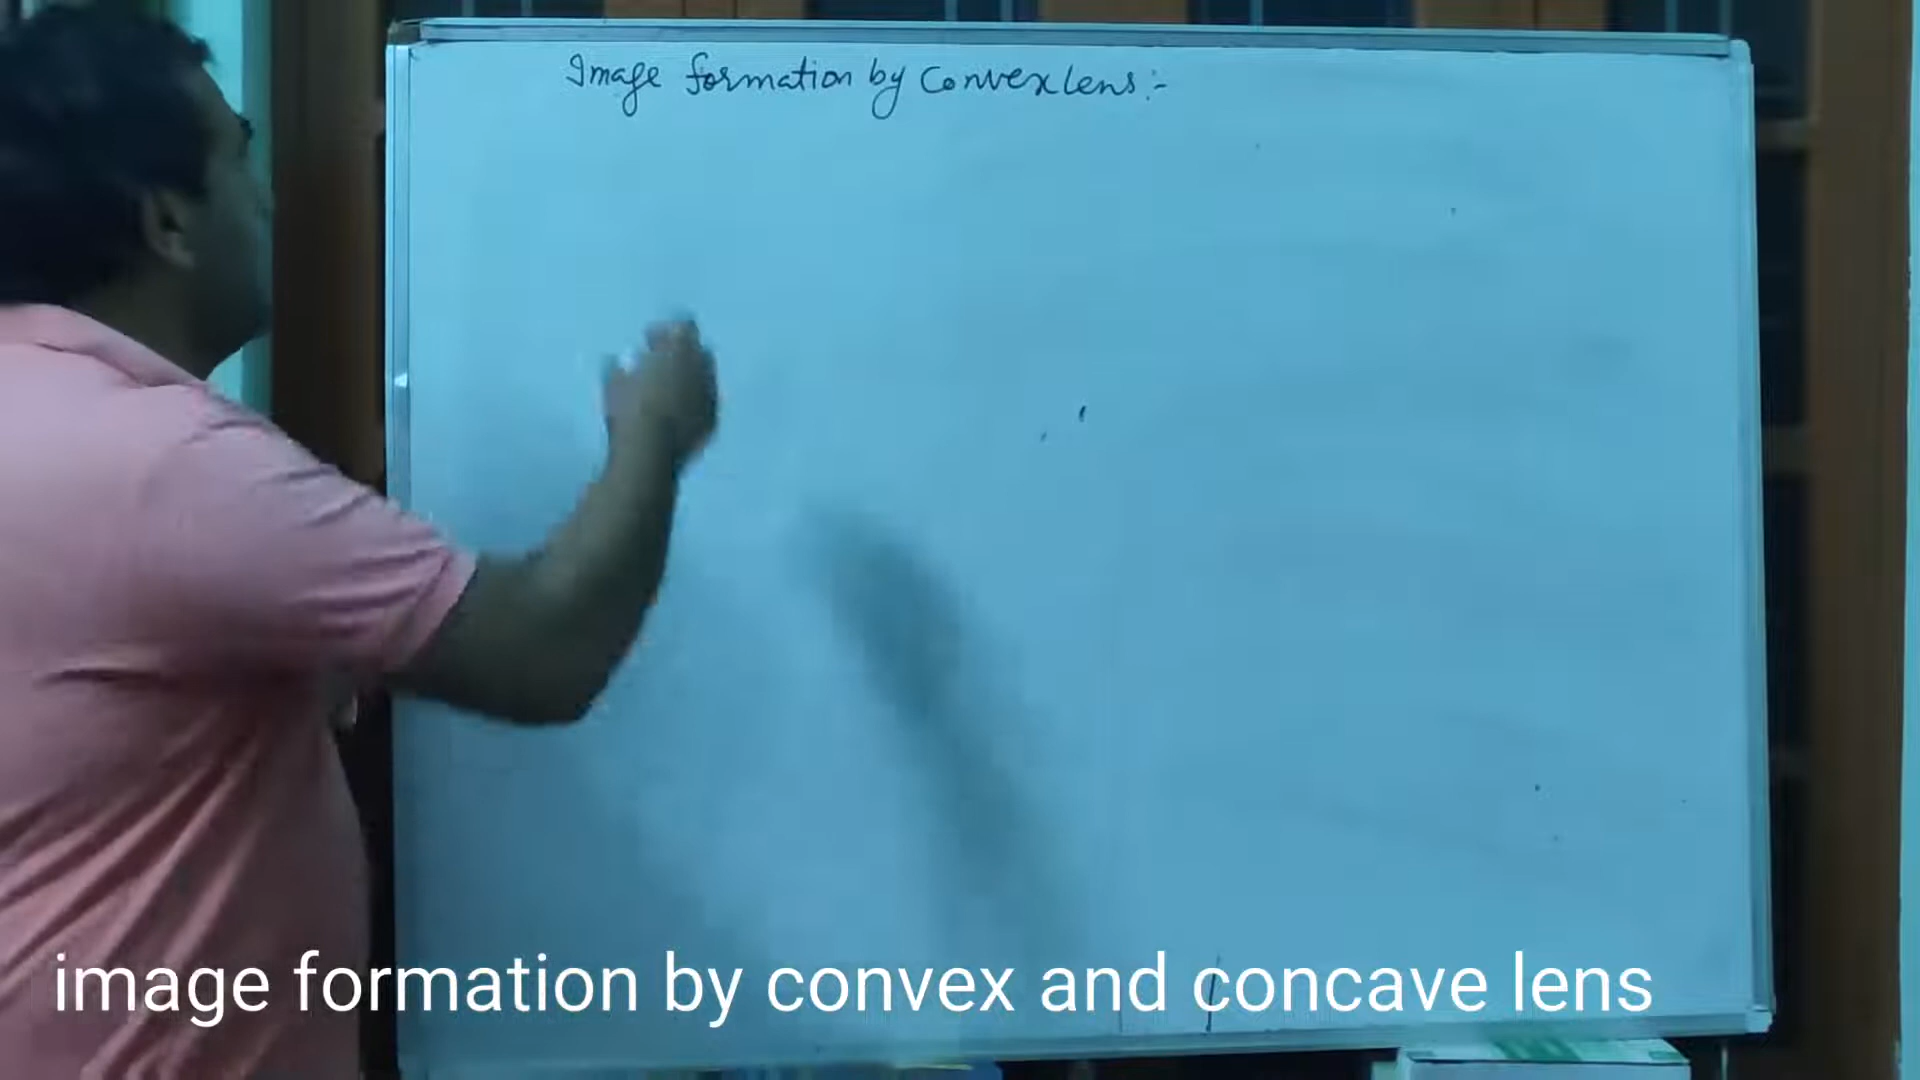 Image formation by Convex lens :-
image formation by convex and concave lens